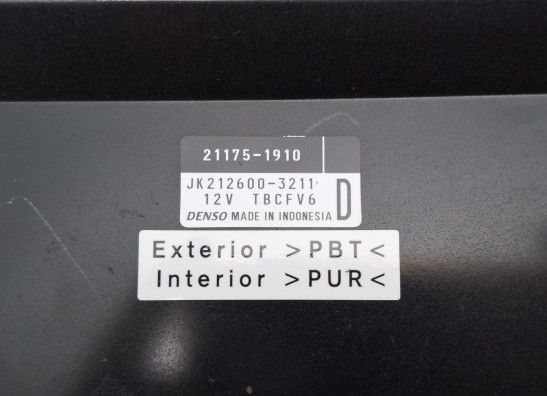 21175-1910
JK212600-3211
12V TBCFV6
D
DENSO MADE IN INDONESIA
Exterior >PBT<
Interior >PUR<